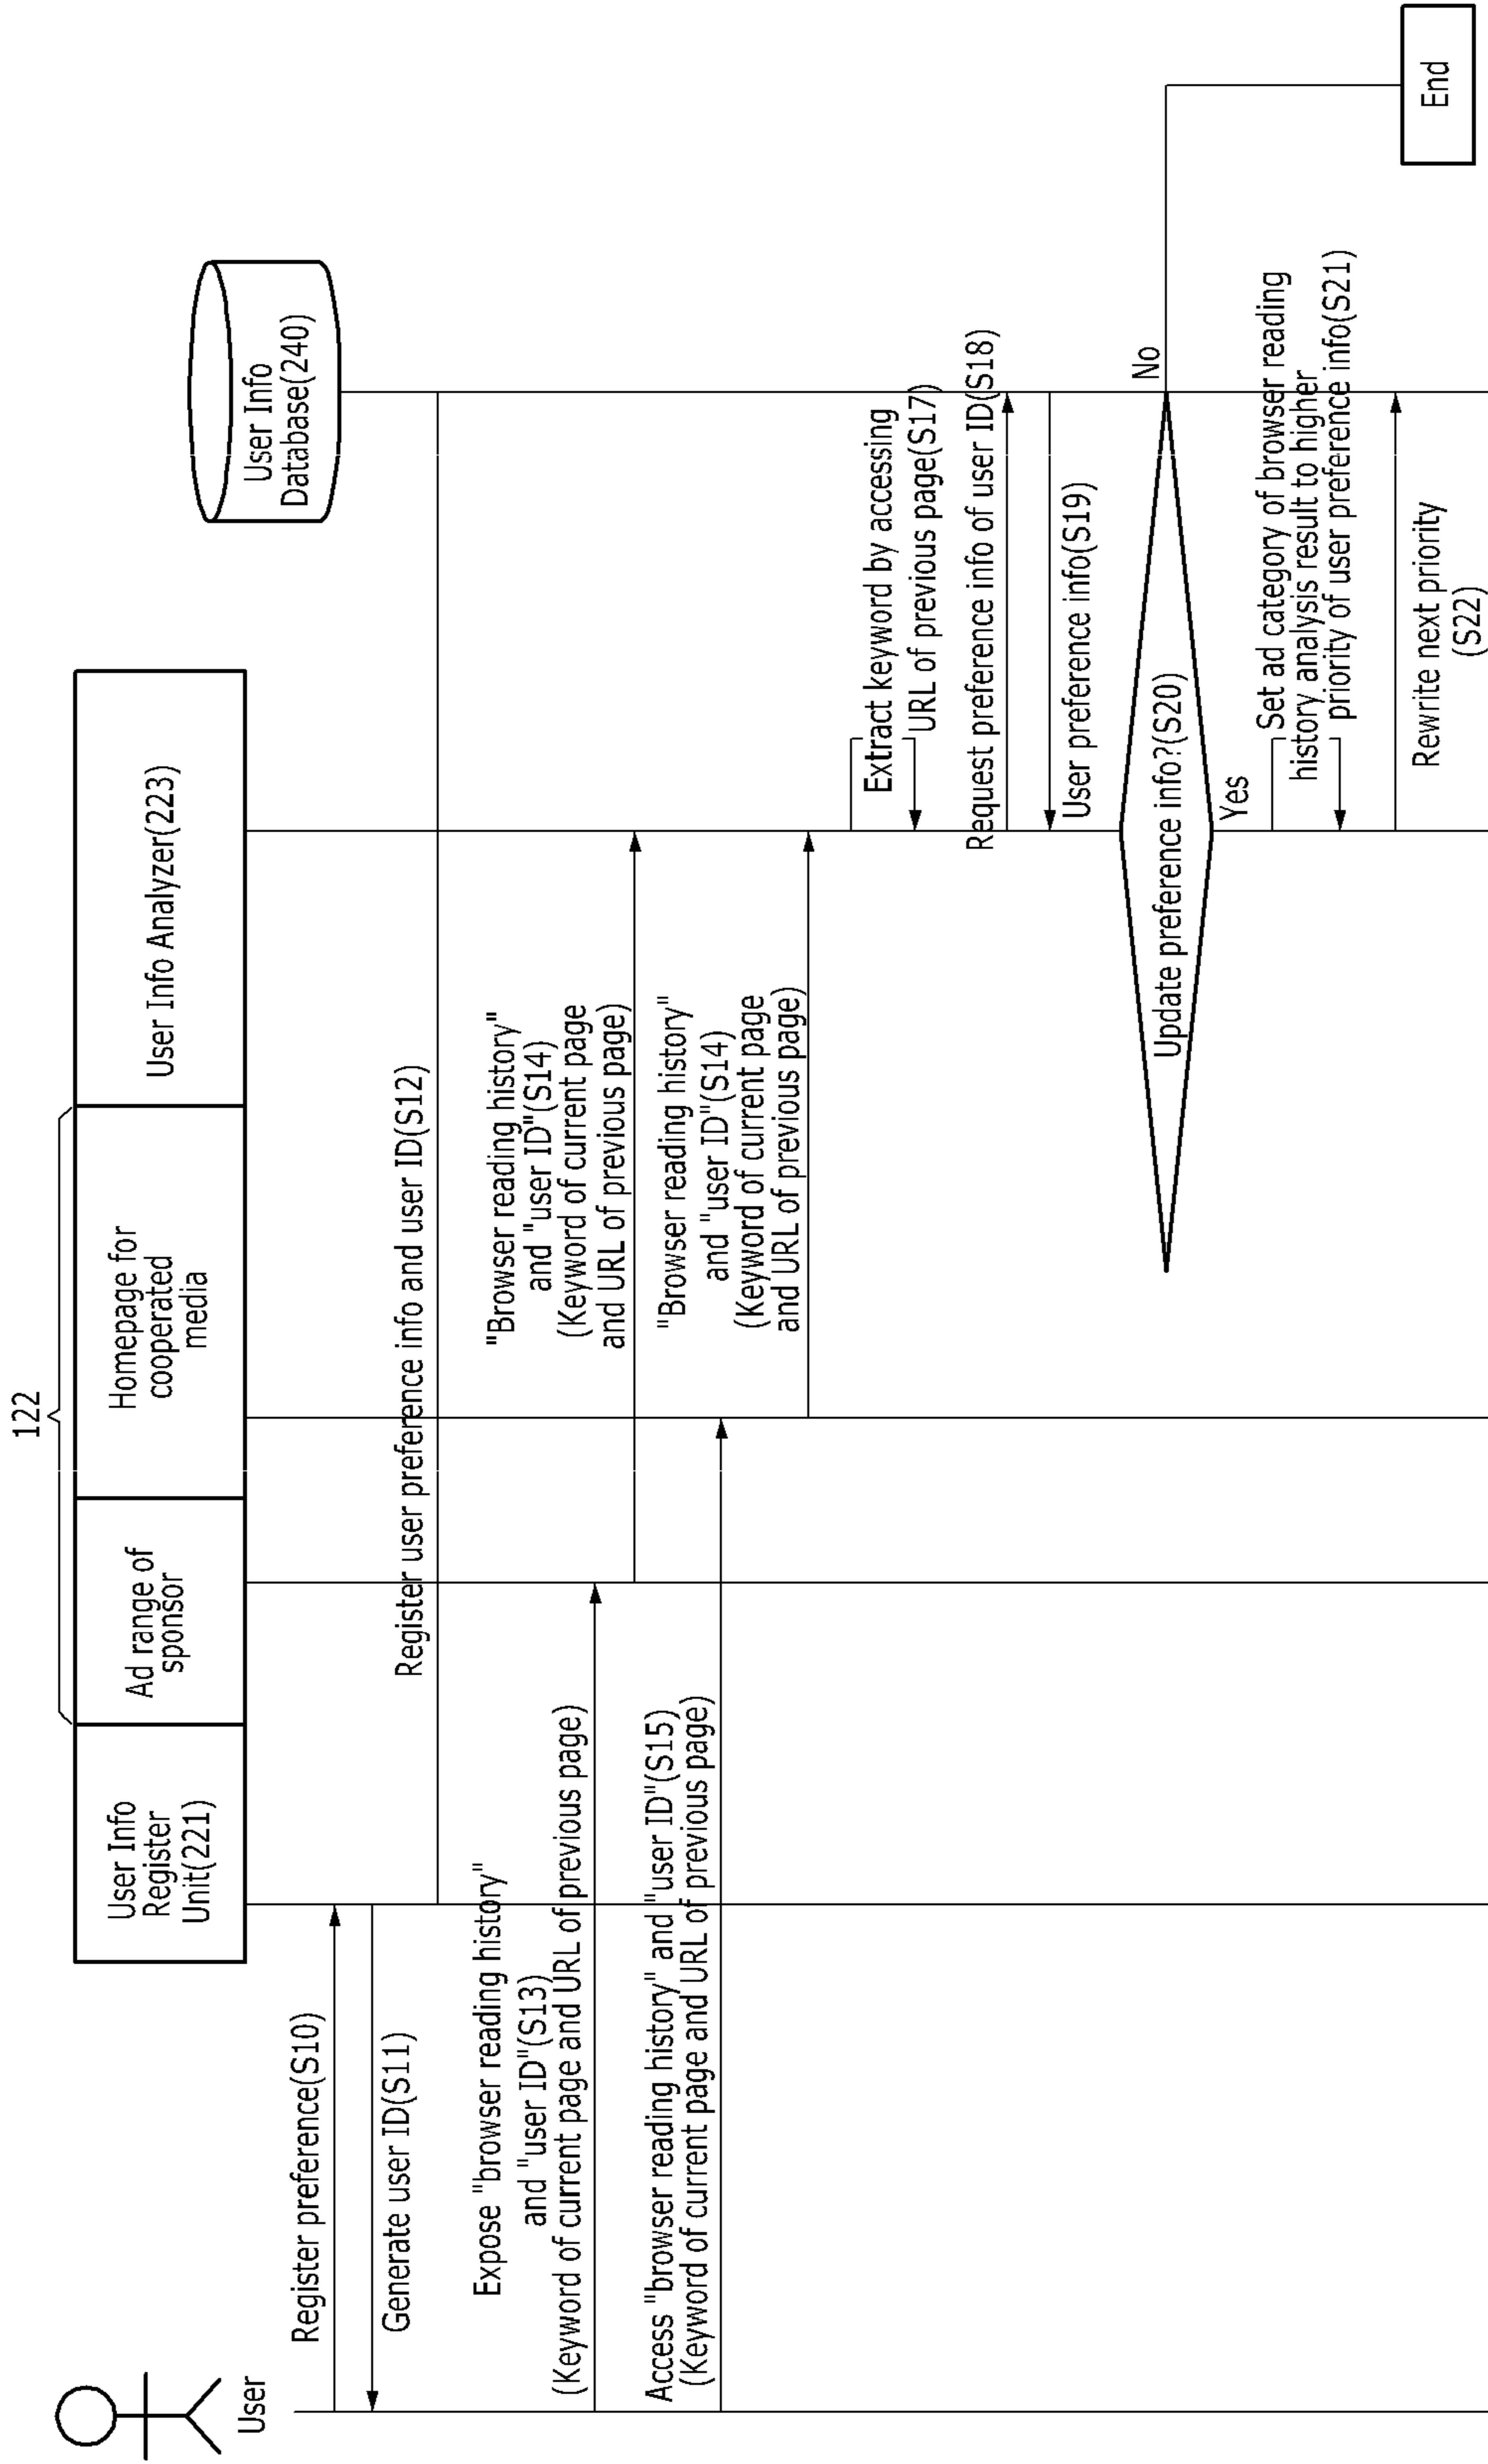 122
User
User Info
Register
Unit(221)
Ad range of
sponsor
Homepage for
cooperated
media
User Info Analyzer(223)
User Info
Database(240)
Register preference(S10)
Generate user ID(S11)
Register user preference info and user ID(S12)
Expose "browser reading history"
and "user ID"(S13)
(Keyword of current page and URL of previous page)
"Browser reading history"
and "user ID"(S14)
(Keyword of current page
and URL of previous page)
Access "browser reading history" and "user ID"(S15)
(Keyword of current page and URL of previous page)
"Browser reading history"
and "user ID"(S14)
(Keyword of current page
and URL of previous page)
Extract keyword by accessing
URL of previous page(S17)
Request preference info of user ID(S18)
User preference info(S19)
Update preference info?(S20)
No
Yes
End
Set ad category of browser reading
history analysis result to higher
priority of user preference info(S21)
Rewrite next priority
(S22)